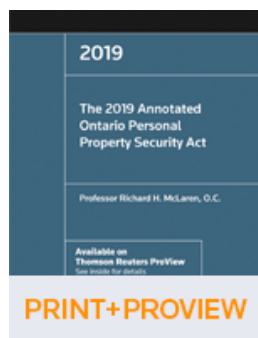 2019
The 2019 Annotated
Ontario Personal
Property Security Act
Professor Richard H. McLaren, O.C.
Available on
Thomson Reuters ProView
See inside for details
PRINT+PROVIEW